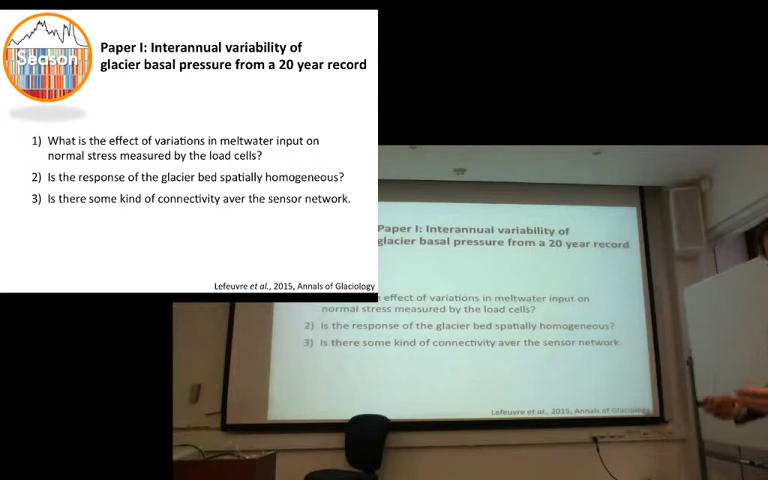 Season
Paper I: Interannual variability of
glacier basal pressure from a 20 year record
1) What is the effect of variations in meltwater input on
normal stress measured by the load cells?
2) Is the response of the glacier bed spatially homogeneous?
3) Is there some kind of connectivity aver the sensor network.
Lefeuvre et al., 2015, Annals of Glaciology
Paper I: Interannual variability of
glacier basal pressure from a 20 year record
effect of variations in meltwater input on
normal stress measured by the load cells?
2) Is the response of the glacier bed spatially homogeneous?
3) Is there some kind of connectivity aver the sensor network.
Lefeuvre et al., 2015, Annals of Glaciology